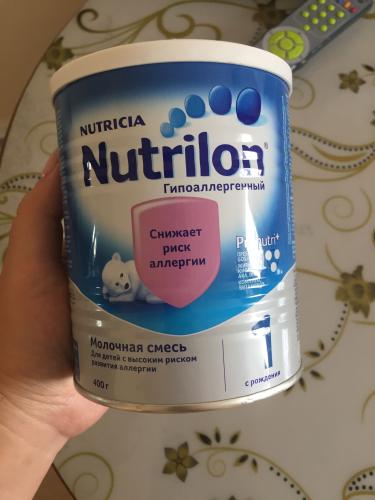 NUTRICIA
Nutrilon®
Гипоаллергенный
Снижает
риск
аллергии
Pronutri+
Молочная смесь
Для детей с высоким риском
развития аллергии
400 г
1
с рождения